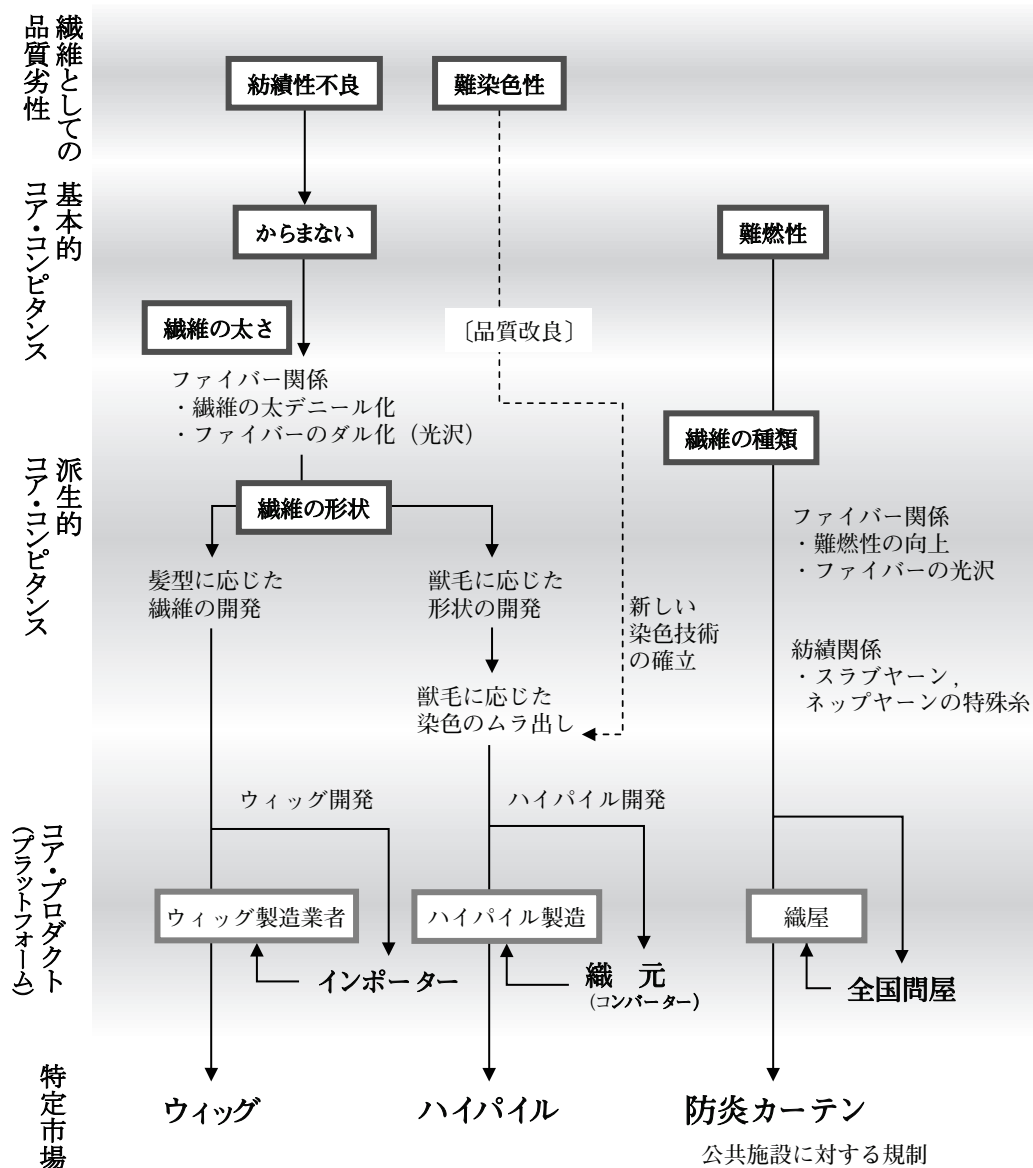 繊維としての
品質劣性
紡績性不良
難染色性
基本的
コア・コンピタンス
からまない
難燃性
繊維の太さ
〔品質改良〕
ファイバー関係
・繊維の太デニール化
・ファイバーのダル化（光沢）
繊維の種類
派生的
コア・コンピタンス
繊維の形状
ファイバー関係
・難燃性の向上
・ファイバーの光沢
髪型に応じた
繊維の開発
獣毛に応じた
形状の開発
新しい
染色技術
の確立
紡績関係
・スラブヤーン,
ネップヤーンの特殊糸
獣毛に応じた
染色のムラ出し
コア・プロダクト
(プラットフォーム)
ウィッグ開発
ハイパイル開発
ウィッグ製造業者
ハイパイル製造
織屋
インポーター
織 元
(コンバーター)
全国問屋
特定市場
ウィッグ
ハイパイル
防炎カーテン
公共施設に対する規制